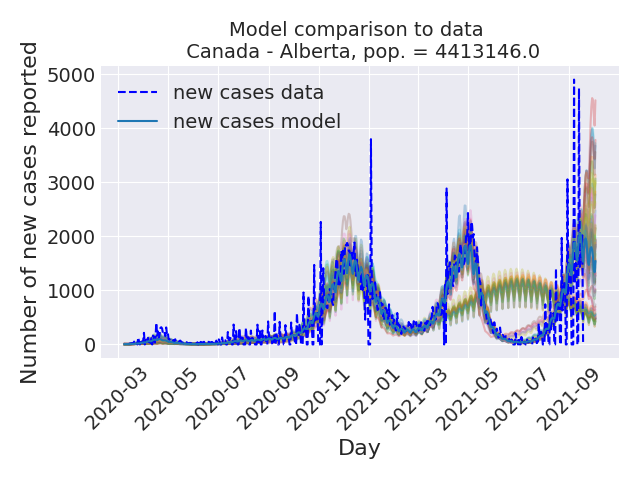 Model comparison to data
Canada - Alberta, pop. = 4413146.0
Number of new cases reported
5000
4000
3000
2000
1000
0
new cases data
new cases model
2020-03
2020-05
2020-07
2020-09
2020-11
2021-01
2021-03
2021-05
2021-07
2021-09
Day